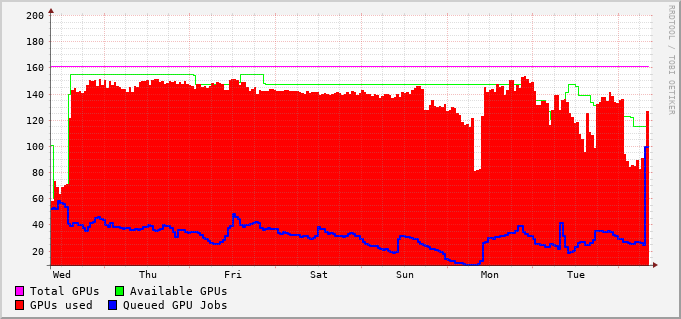 200
180
160
140
120
100
80
60
40
20
Wed Thu Fri Sat Sun Mon Tue
Total GPUs Available GPUs
GPUs used Queued GPU Jobs
RRDTOOL / TOBI OETIKER